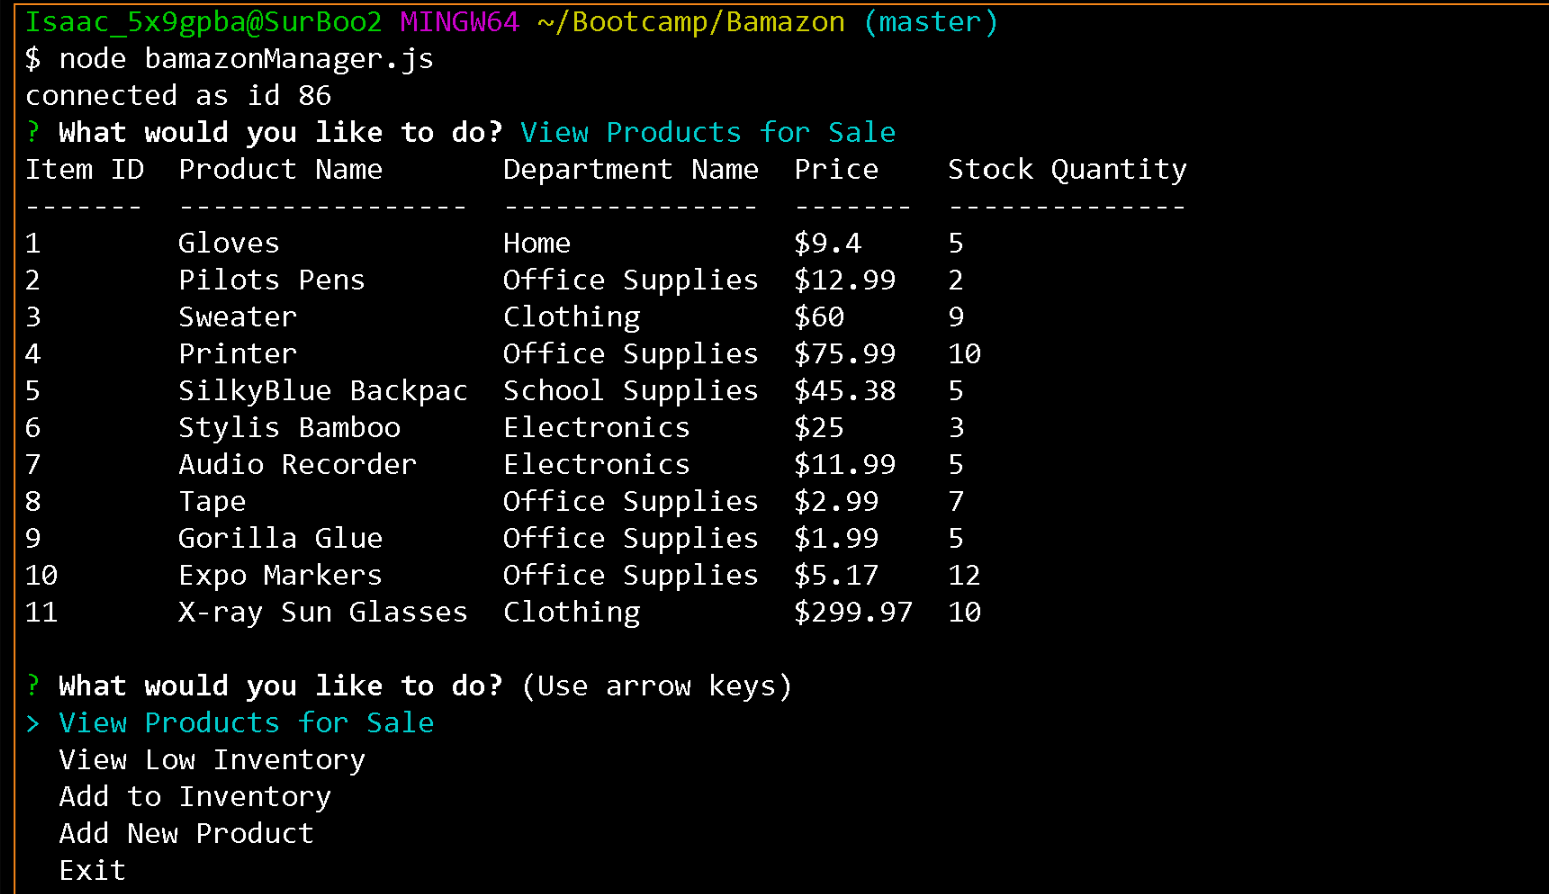 Isaac_5x9gpba@SurBoo2 MINGW64 ~/Bootcamp/Bamazon (master)
$ node bamazonManager.js
connected as id 86
? What would you like to do? View Products for Sale
Item ID  Product Name       Department Name  Price    Stock Quantity
-------  -----------------  ---------------  -------  --------------
1        Gloves             Home             $9.4     5
2        Pilots Pens        Office Supplies  $12.99   2
3        Sweater            Clothing         $60      9
4        Printer            Office Supplies  $75.99   10
5        SilkyBlue Backpac  School Supplies  $45.38   5
6        Stylis Bamboo      Electronics      $25      3
7        Audio Recorder     Electronics      $11.99   5
8        Tape               Office Supplies  $2.99    7
9        Gorilla Glue       Office Supplies  $1.99    5
10       Expo Markers       Office Supplies  $5.17    12
11       X-ray Sun Glasses  Clothing         $299.97  10
? What would you like to do? (Use arrow keys)
> View Products for Sale
  View Low Inventory
  Add to Inventory
  Add New Product
  Exit